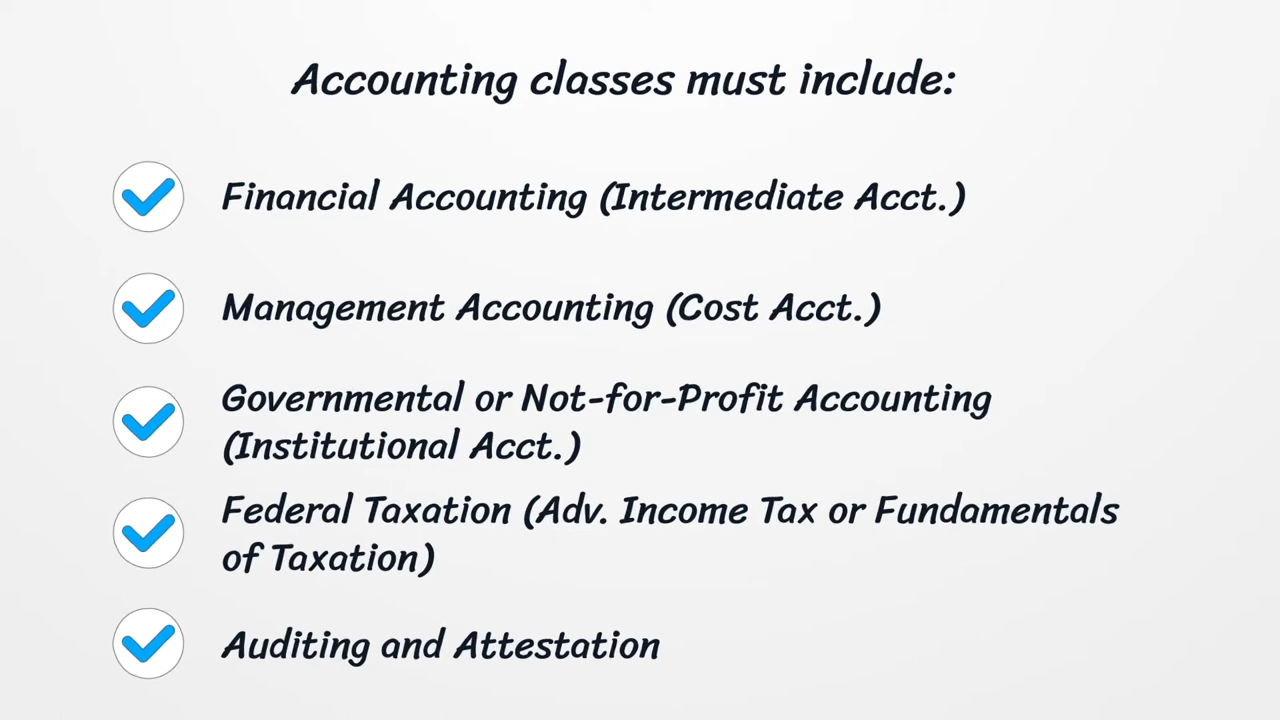 Accounting classes must include:
Financial Accounting (Intermediate Acct.)
Management Accounting (Cost Acct.)
Governmental or Not-for-Profit Accounting
(Institutional Acct.)
Federal Taxation (Adv. Income Tax or Fundamentals
of Taxation)
Auditing and Attestation